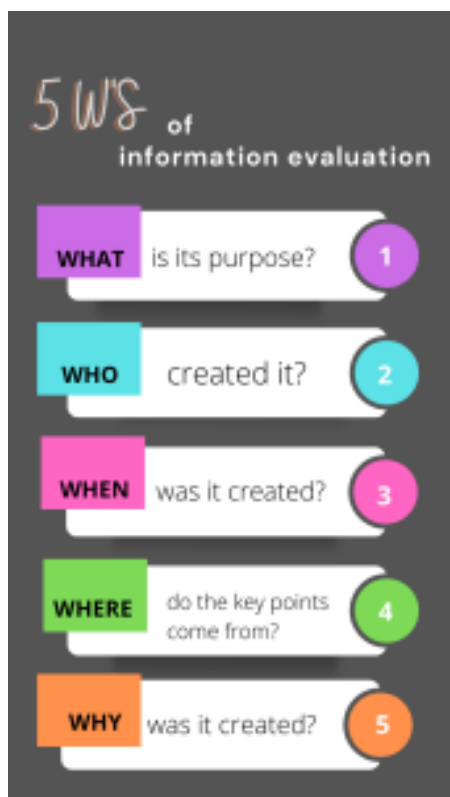 5 W'S of
information evaluation
WHAT is its purpose? 1
WHO created it? 2
WHEN was it created? 3
WHERE do the key points
come from? 4
WHY was it created? 5